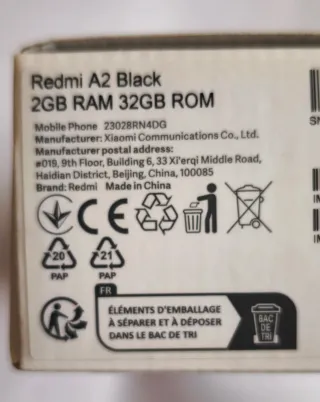 Redmi A2 Black
2GB RAM 32GB ROM
Mobile Phone 23028RN4DG
Manufacturer: Xiaomi Communications Co., Ltd.
Manufacturer postal address:
#019, 9th Floor, Building 6, 33 Xi'erqi Middle Road,
Haidian District, Beijing, China, 100085
Brand: Redmi Made in China
CE
20 21
PAP PAP
FR
ÉLÉMENTS D'EMBALLAGE
À SÉPARER ET À DÉPOSER
DANS LE BAC DE TRI
BAC
DE
TRI
SN